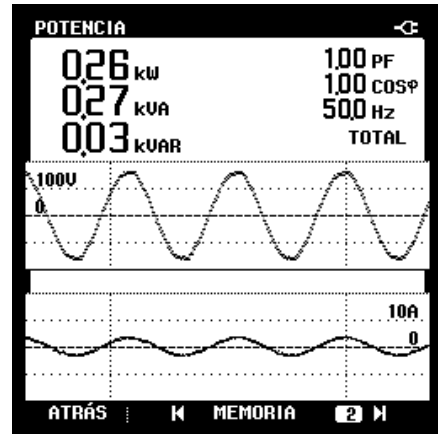 POTENCIA
0,26 kW
0,27 kVA
0,03 kVAR
1,00 PF
1,00 COSφ
50,0 Hz
TOTAL
100V
0
10A
0
ATRÁS MEMORIA 2